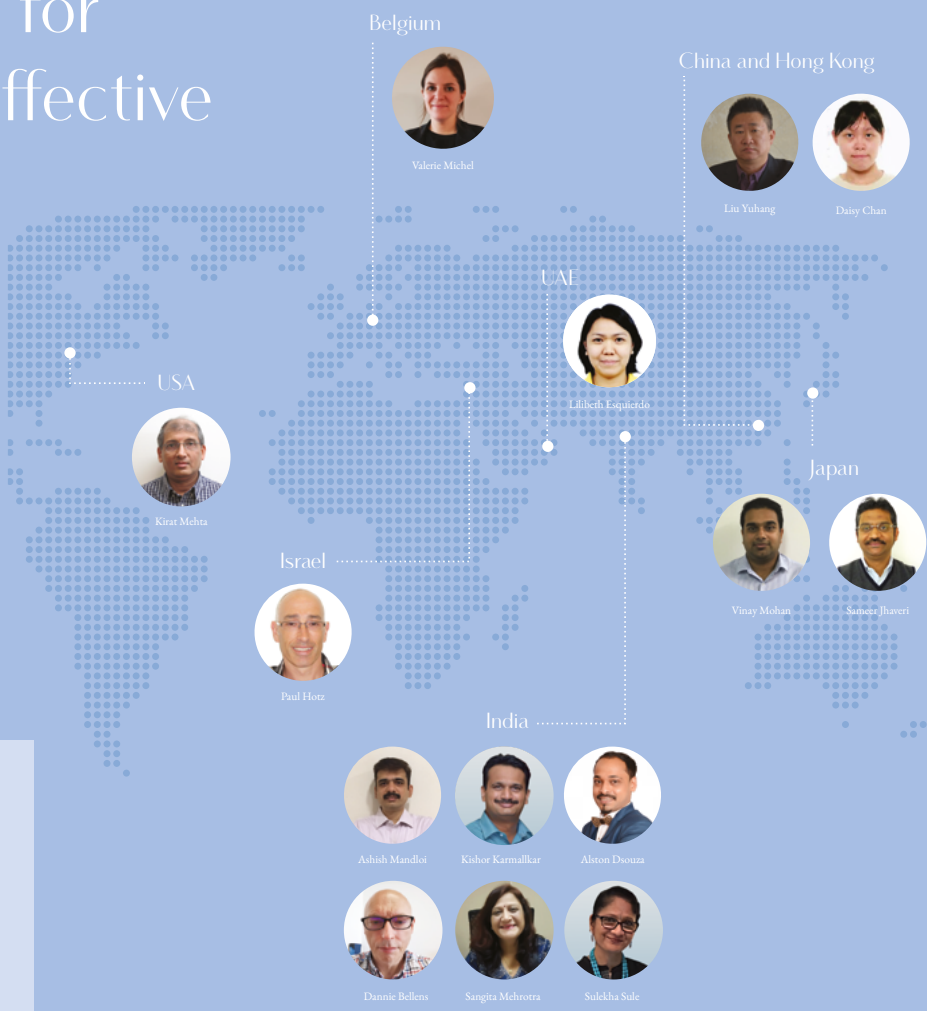 for
ffective
Belgium
Valerie Michel
China and Hong Kong
Liu Yuhang
Daisy Chan
UAE
Lilibeth Esquierdo
USA
Kirat Mehta
Japan
Vinay Mohan
Sameer Jhaveri
Israel
Paul Hotz
India
Ashish Mandloi
Kishor Karmallkar
Alston Dsouza
Dannie Bellens
Sangita Mehrotra
Sulekha Sule